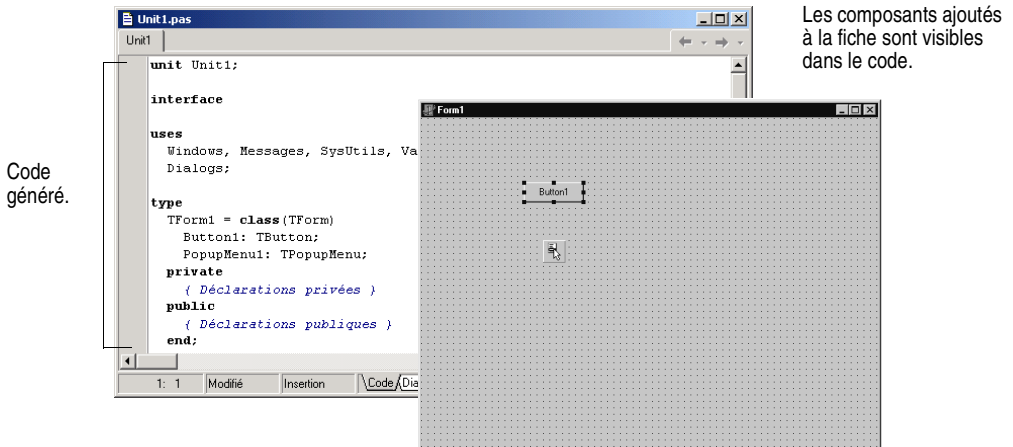 Unit1.pas
Unit1
unit Unit1;
interface
uses
Windows, Messages, SysUtils, Va
Dialogs;
type
TForm1 = class(TForm)
Button1: TButton;
PopupMenu1: TPopupMenu;
private
{ Déclarations privées }
public
{ Déclarations publiques }
end;
1: 1 Modifié Insertion Code Dia
Code
généré.
Form1
Button1
Les composants ajoutés
à la fiche sont visibles
dans le code.